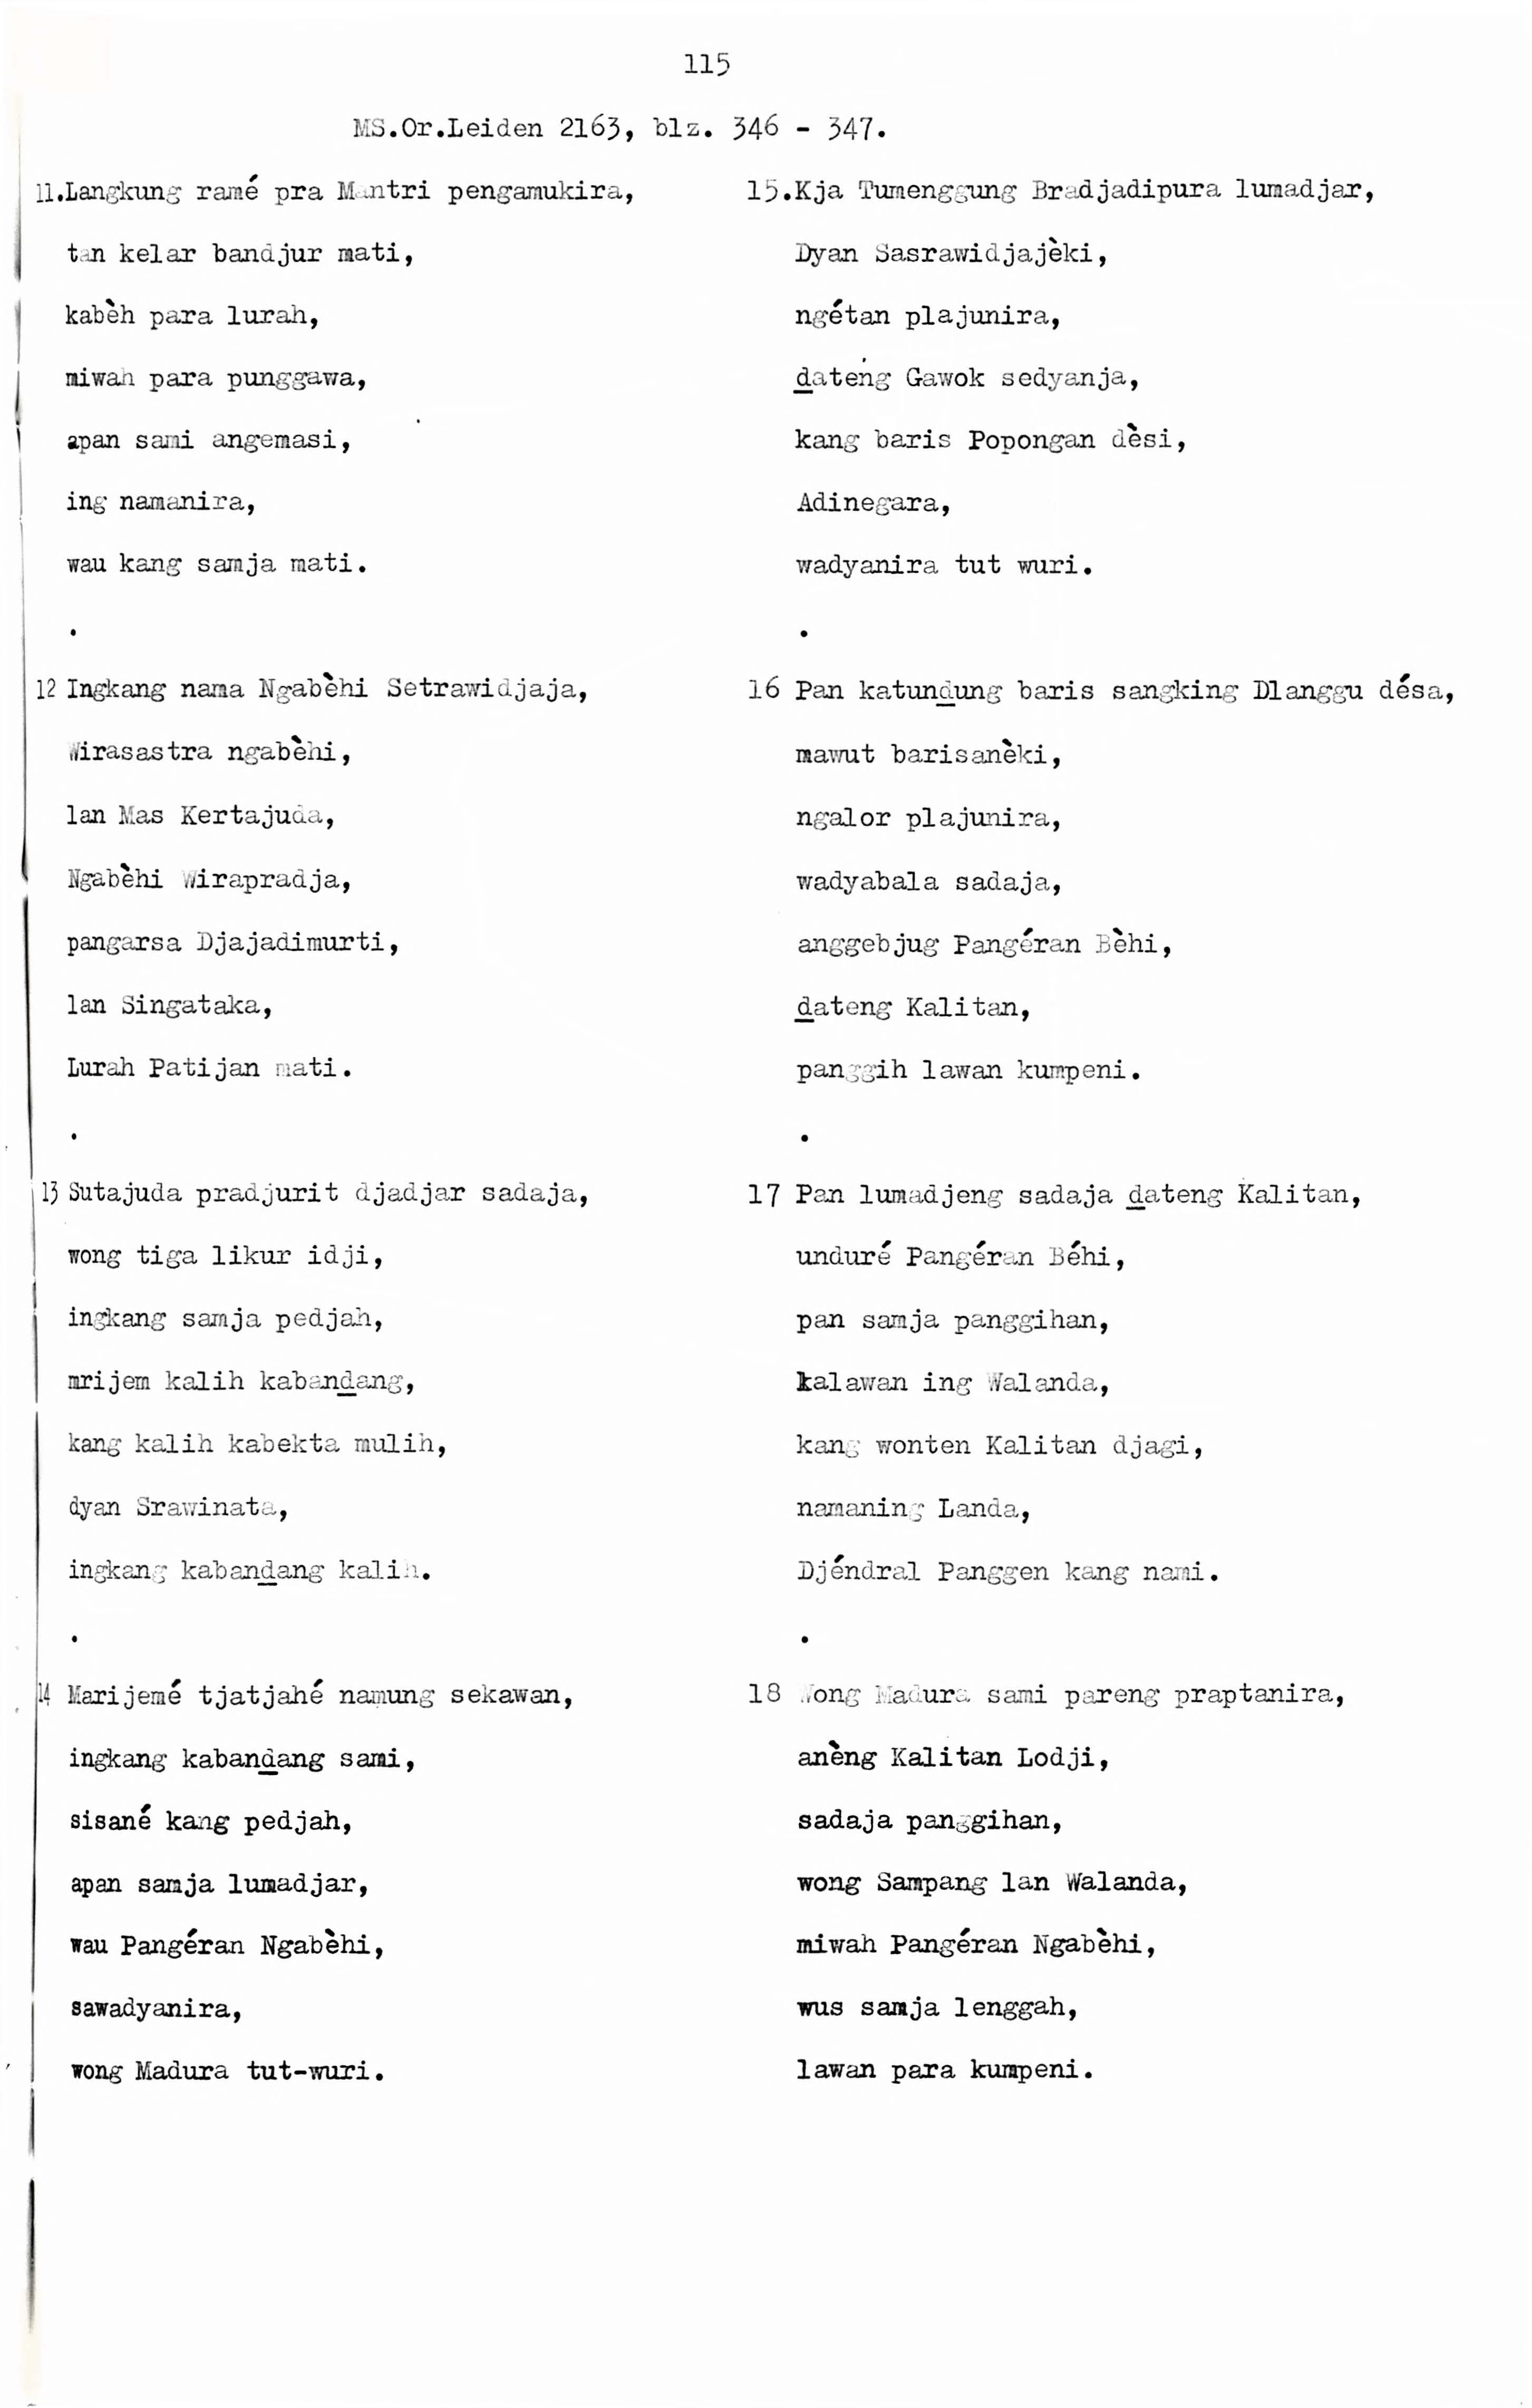 115
MS.Or.Leiden 2163, blz. 346 - 347.
11.Langkung ramé pra Mantri pengamukira,
tan kelar bandjur mati,
kabèh para lurah,
miwah para punggawa,
apan sami angemasi,
ing namanira,
wau kang samja mati.
.
12 Ingkang nama Ngabèhi Setrawidjaja,
Wirasastra ngabèhi,
lan Mas Kertajuda,
Ngabèhi Wirapradja,
pangarsa Djajadimurti,
lan Singataka,
Lurah Patijan mati.
.
13 Sutajuda pradjurit djadjar sadaja,
wong tiga likur idji,
ingkang samja pedjah,
mrijem kalih kabanḏang,
kang kalih kabekta mulih,
dyan Srawinata,
ingkang kabanḏang kalih.
.
14 Marijemé tjatjahé namung sekawan,
ingkang kabanḏang sami,
sisané kang pedjah,
apan samja lumadjar,
wau Pangéran Ngabèhi,
sawadyanira,
wong Madura tut-wuri.
15.Kja Tumenggung Bradjadipura lumadjar,
Dyan Sasrawidjajèki,
ngétan plajunira,
ḏateng Gawok sedyanja,
kang baris Popongan dèsi,
Adinegara,
wadyanira tut wuri.
.
16 Pan katunḏung baris sangking Dlanggu désa,
mawut barisanèki,
ngalor plajunira,
wadyabala sadaja,
anggebjug Pangéran Bèhi,
ḏateng Kalitan,
panggih lawan kumpeni.
.
17 Pan lumadjeng sadaja ḏateng Kalitan,
unduré Pangéran Béhi,
pan samja panggihan,
kalawan ing Walanda,
kang wonten Kalitan djagi,
namaning Landa,
Djéndral Panggen kang nami.
.
18 Wong Madura sami pareng praptanira,
anèng Kalitan Lodji,
sadaja panggihan,
wong Sampang lan Walanda,
miwah Pangéran Ngabèhi,
wus samja lenggah,
lawan para kumpeni.